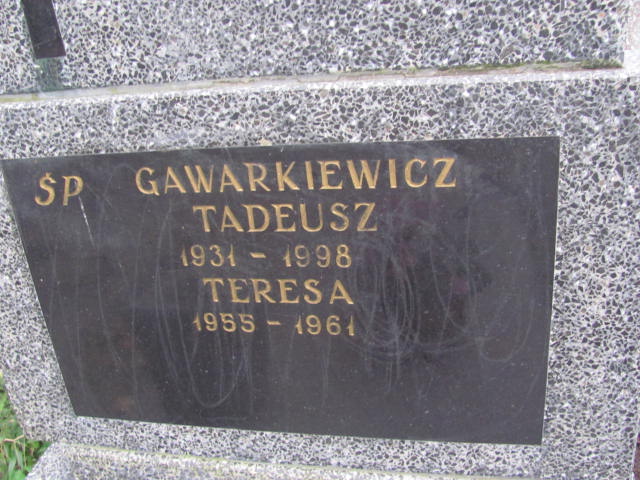 ŚP GAWARKIEWICZ
TADEUSZ
1931 - 1998
TERESA
1955 - 1961